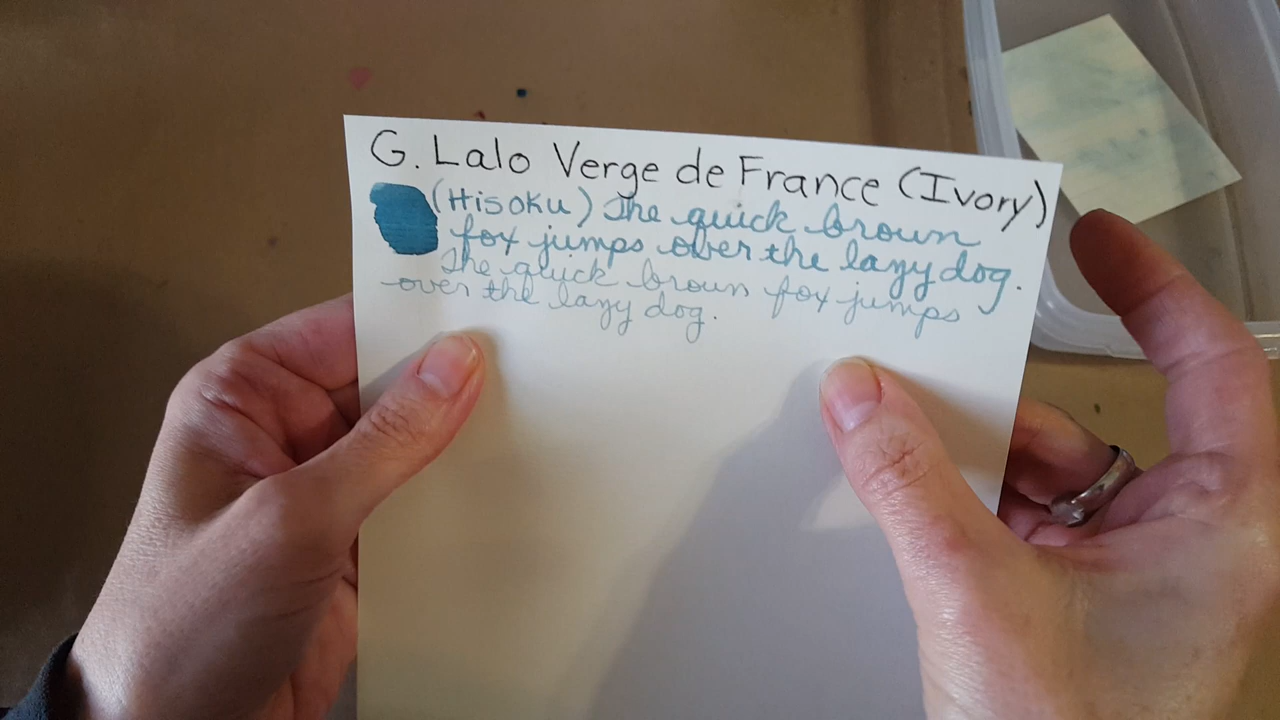 G. Lalo Verge de France (Ivory)
(Hisoku) The quick brown
fox jumps over the lazy dog.
The quick brown fox jumps
over the lazy dog.